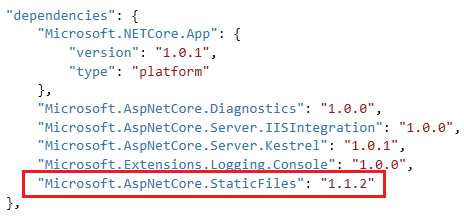 "dependencies": {
"Microsoft.NETCore.App": {
"version": "1.0.1",
"type": "platform"
},
"Microsoft.AspNetCore.Diagnostics": "1.0.0",
"Microsoft.AspNetCore.Server.IISIntegration": "1.0.0",
"Microsoft.AspNetCore.Server.Kestrel": "1.0.1",
"Microsoft.Extensions.Logging.Console": "1.0.0",
"Microsoft.AspNetCore.StaticFiles": "1.1.2"
},